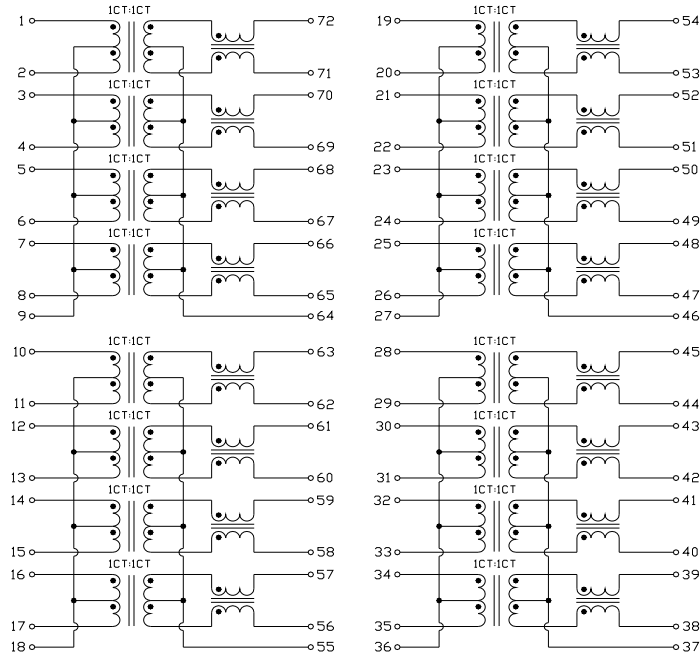 1CT:1CT 1CT:1CT
1 72 19 54
2 71 20 53
1CT:1CT 1CT:1CT
3 70 21 52
4 69 22 51
1CT:1CT 1CT:1CT
5 68 23 50
6 67 24 49
1CT:1CT 1CT:1CT
7 66 25 48
8 65 26 47
9 64 27 46
1CT:1CT 1CT:1CT
10 63 28 45
11 62 29 44
1CT:1CT 1CT:1CT
12 61 30 43
13 60 31 42
1CT:1CT 1CT:1CT
14 59 32 41
15 58 33 40
1CT:1CT 1CT:1CT
16 57 34 39
17 56 35 38
18 55 36 37